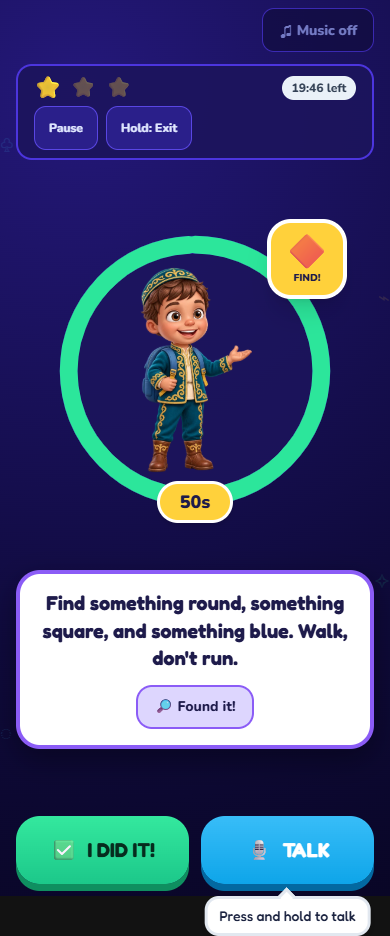 Music off
19:46 left
Pause
Hold: Exit
FIND!
50s
Find something round, something
square, and something blue. Walk,
don't run.
Found it!
I DID IT!
TALK
Press and hold to talk